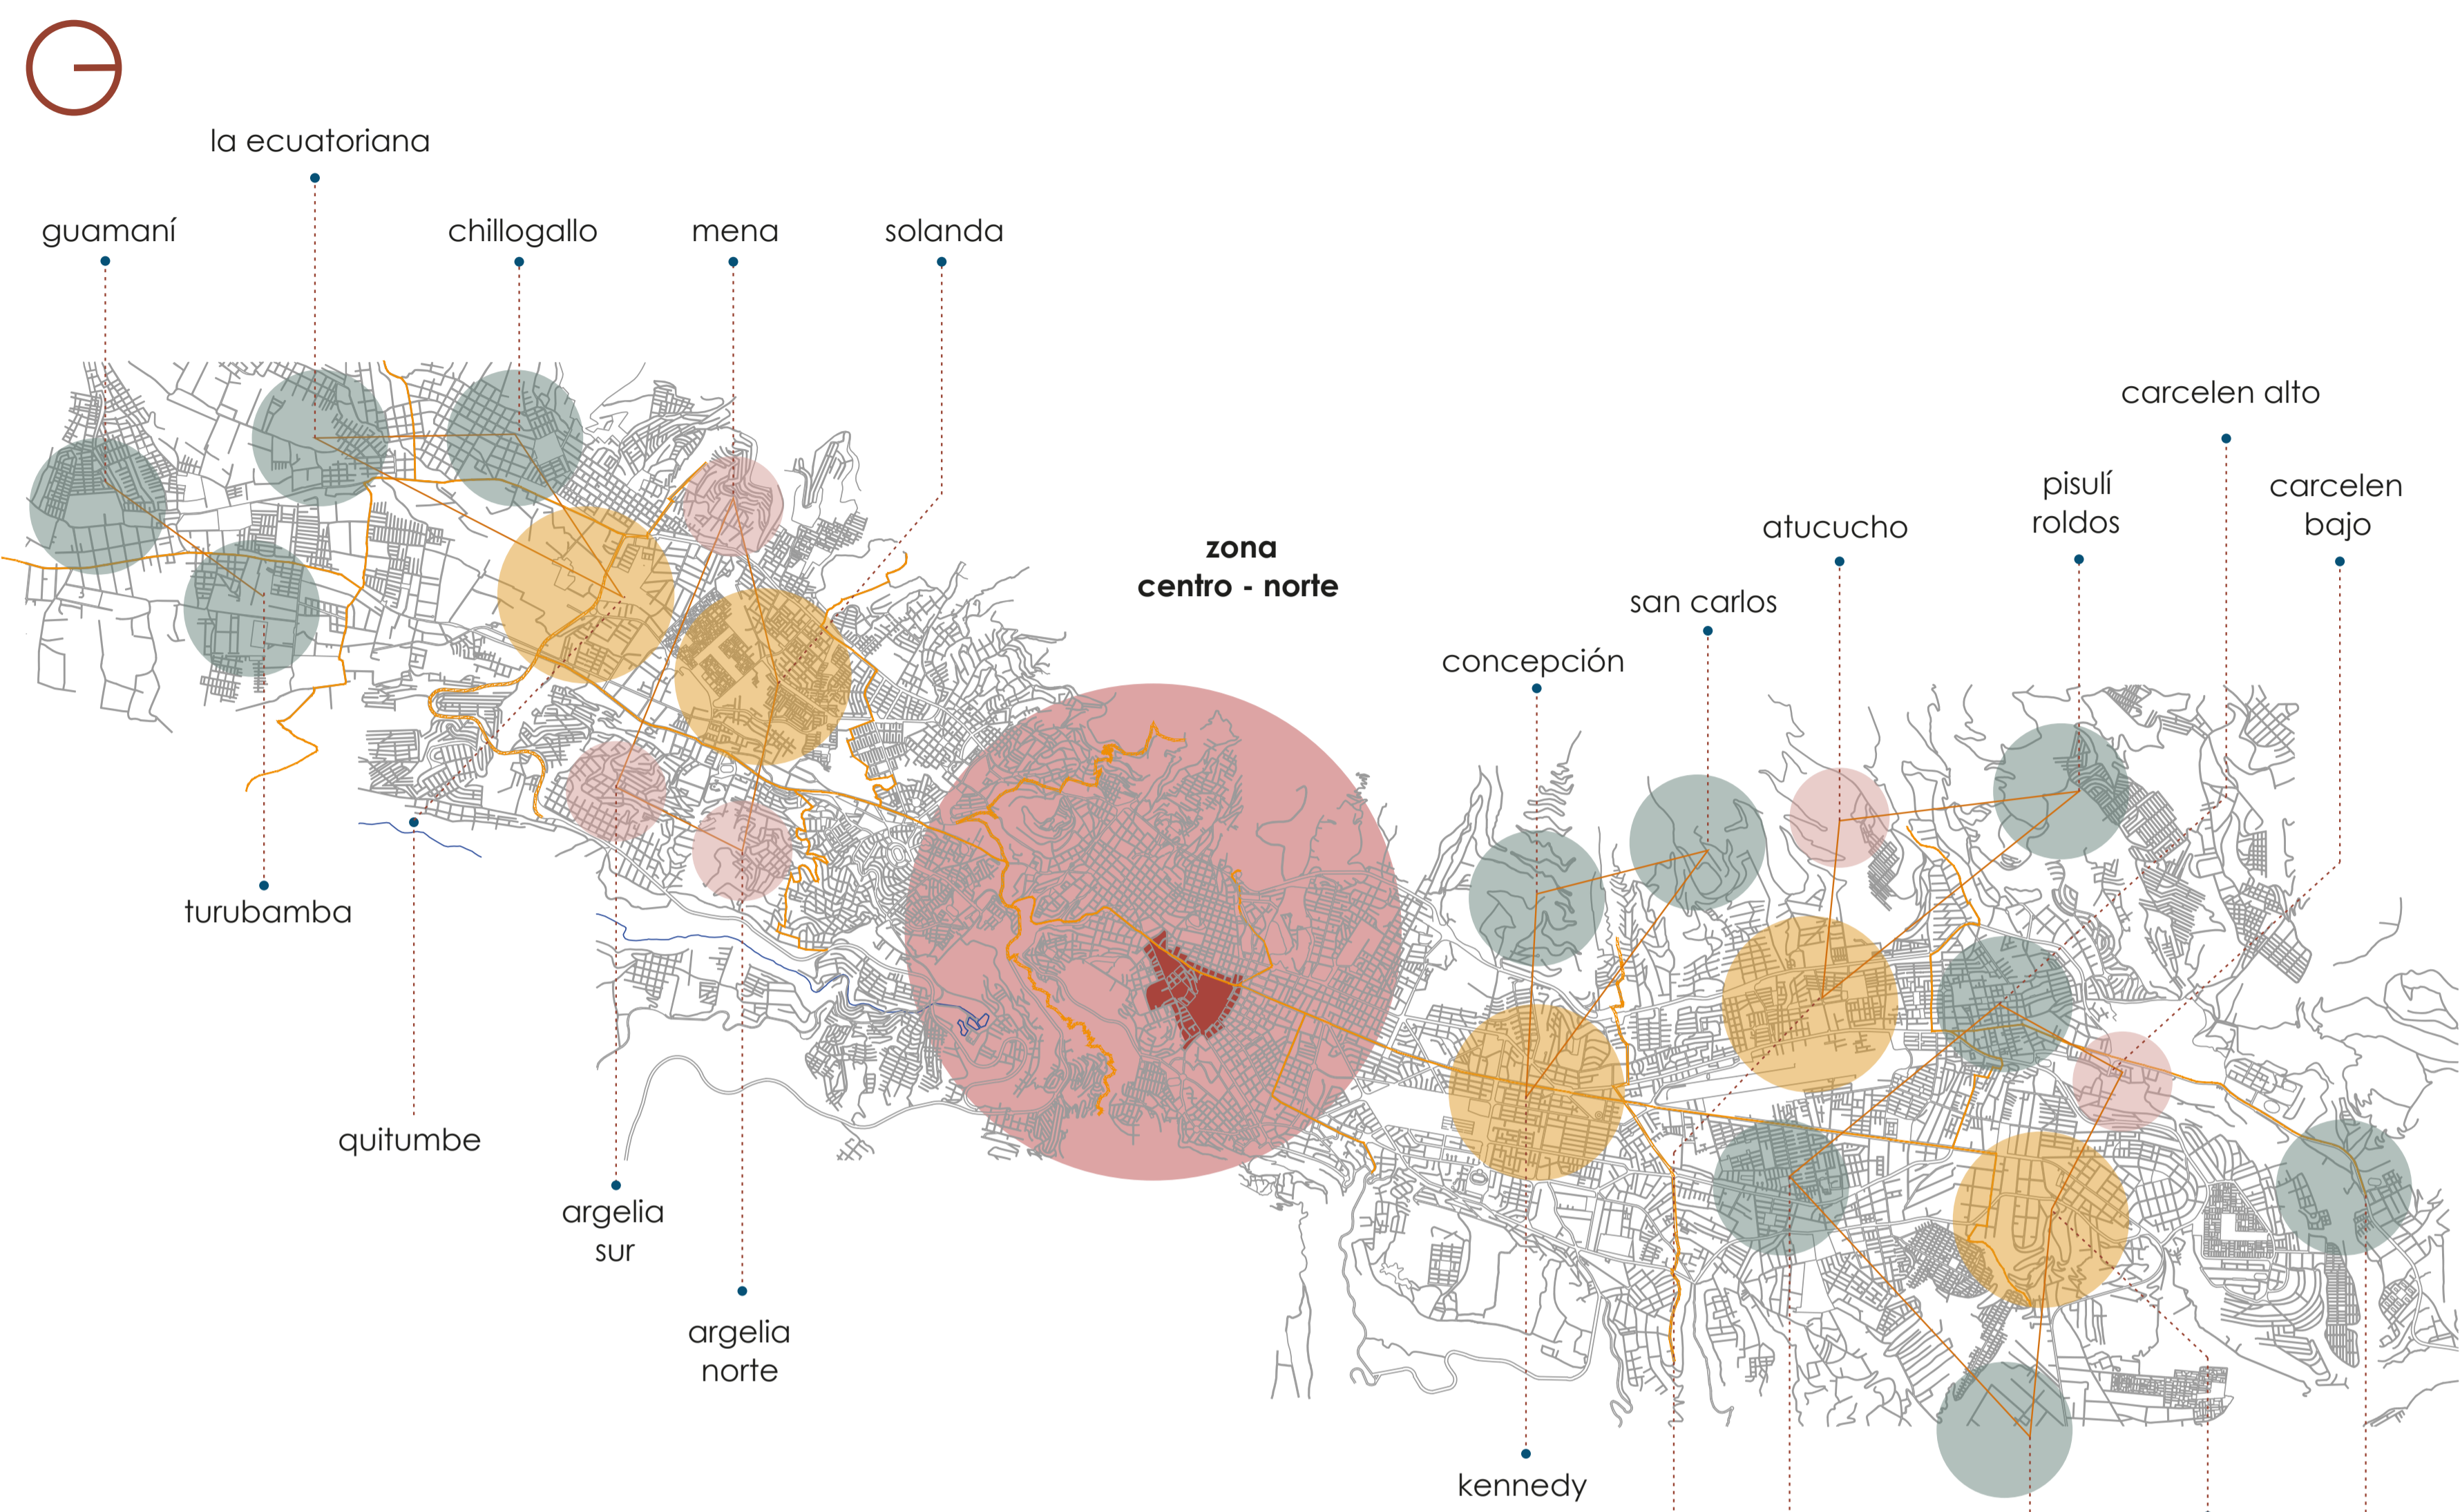 la ecuatoriana
guamaní
chillogallo
mena
solanda
carcelen alto
pisulí
roldos
carcelen
bajo
atucucho
zona
centro - norte
san carlos
concepción
turubamba
quitumbe
argelia
sur
argelia
norte
kennedy